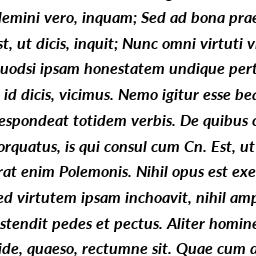 lemini vero, inquam; Sed ad bona prae
st, ut dicis, inquit; Nunc omni virtuti v
uodsi ipsam honestatem undique pert
id dicis, vicimus. Nemo igitur esse bea
espondeat totidem verbis. De quibus c
orquatus, is qui consul cum Cn. Est, ut
rat enim Polemonis. Nihil opus est exe
ed virtutem ipsam inchoavit, nihil amp
stendit pedes et pectus. Aliter homine
ide, quaeso, rectumne sit. Quae cum a